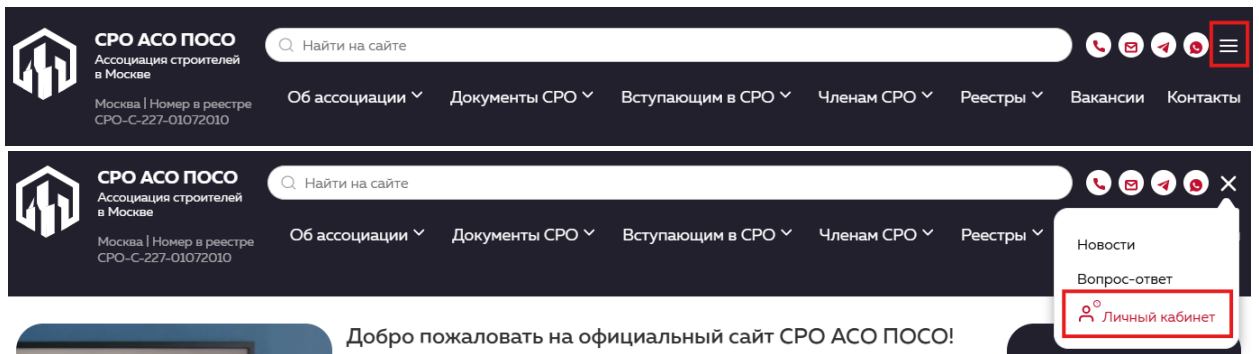 СРО АСО ПОСО
Ассоциация строителей
в Москве
Москва | Номер в реестре
СРО-С-227-01072010
Найти на сайте
Об ассоциации Документы СРО Вступающим в СРО Членам СРО Реестры Вакансии Контакты
СРО АСО ПОСО
Ассоциация строителей
в Москве
Москва | Номер в реестре
СРО-С-227-01072010
Найти на сайте
Об ассоциации Документы СРО Вступающим в СРО Членам СРО Реестры
Новости
Вопрос-ответ
Личный кабинет
Добро пожаловать на официальный сайт СРО АСО ПОСО!